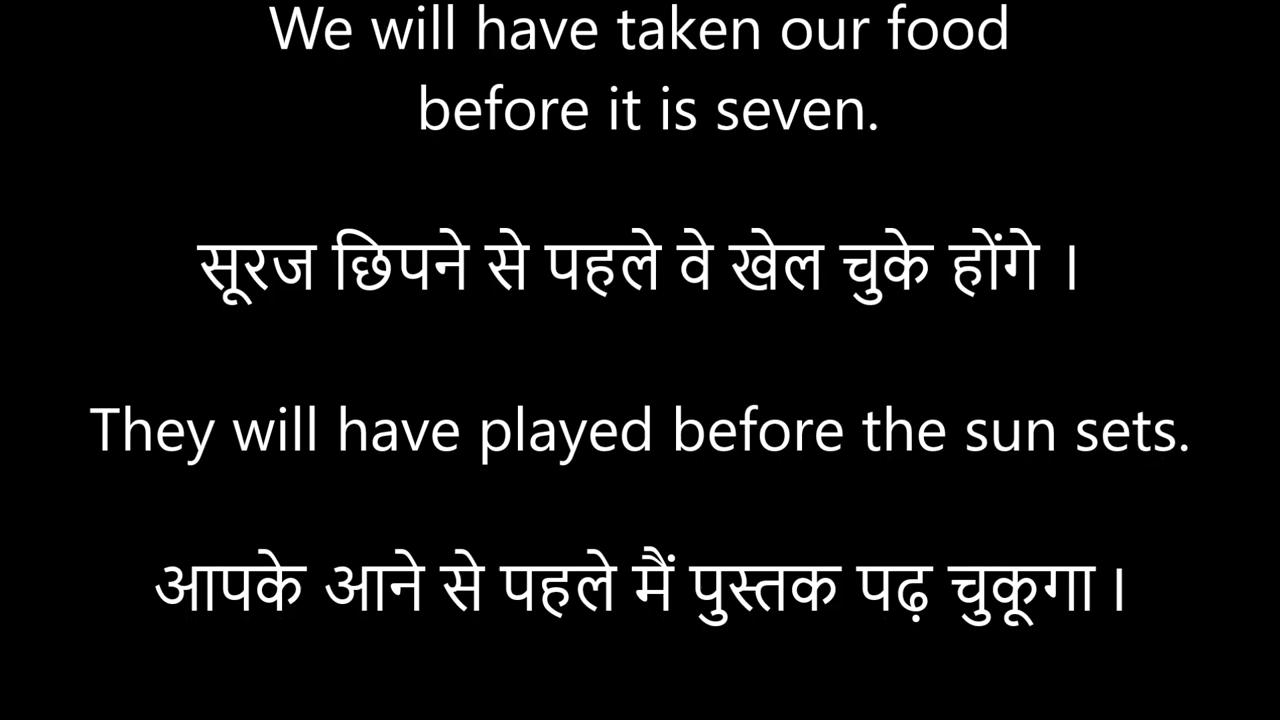 We will have taken our food
before it is seven.
सूरज छिपने से पहले वे खेल चुके होंगे ।
They will have played before the sun sets.
आपके आने से पहले मैं पुस्तक पढ़ चुकूगा ।